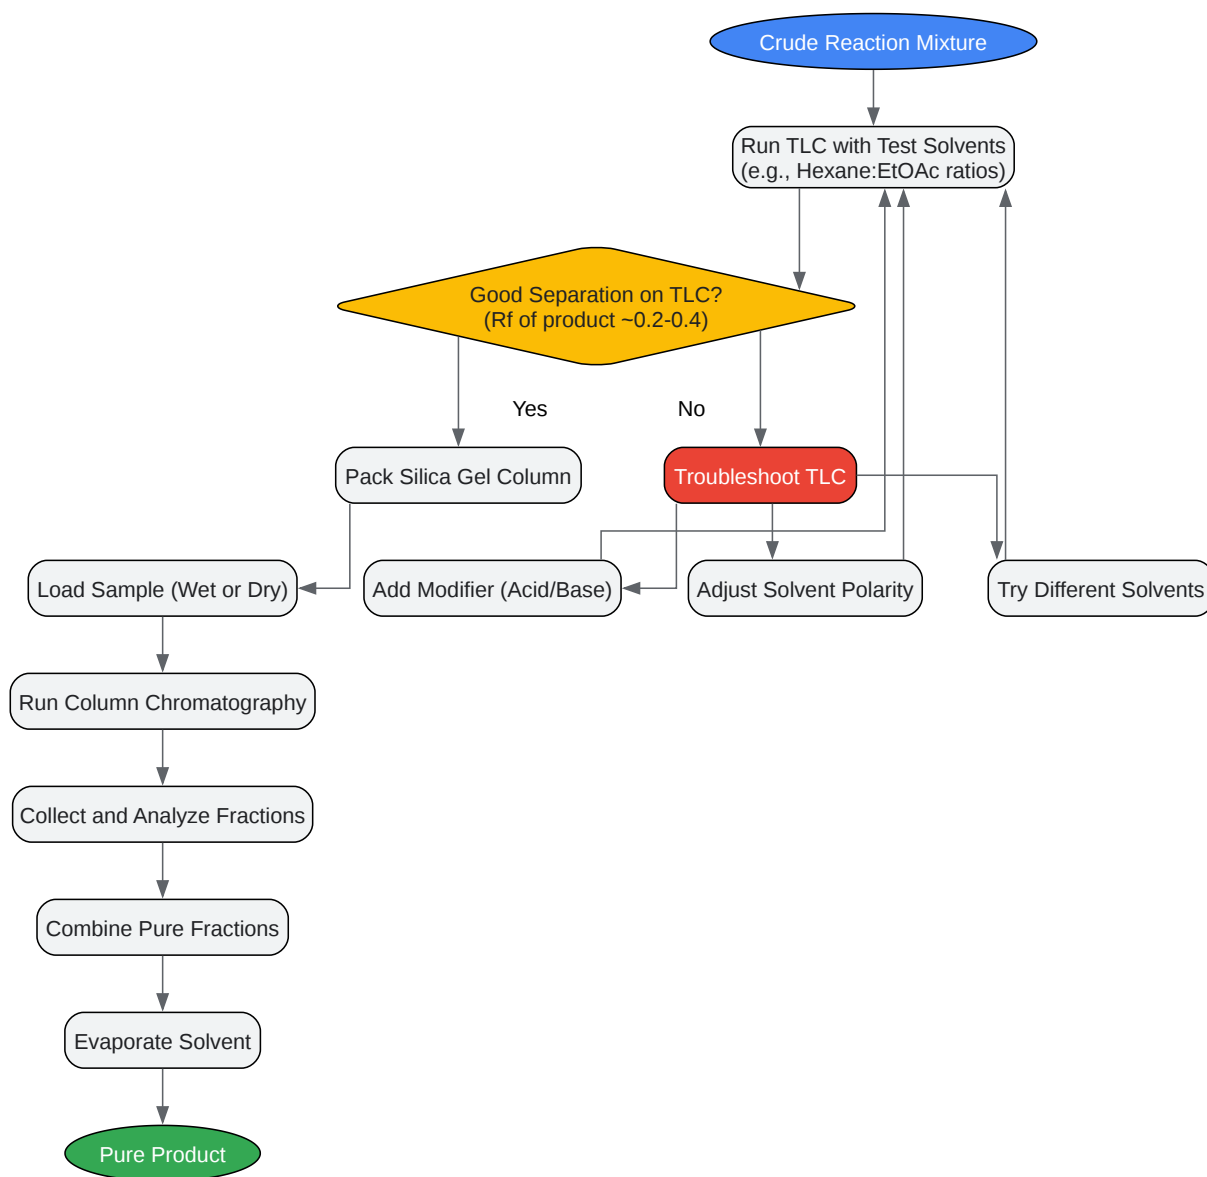 Crude Reaction Mixture
Run TLC with Test Solvents
(e.g., Hexane:EtOAc ratios)
Good Separation on TLC?
(Rf of product ~0.2-0.4)
Yes
No
Pack Silica Gel Column
Troubleshoot TLC
Load Sample (Wet or Dry)
Add Modifier (Acid/Base)
Adjust Solvent Polarity
Try Different Solvents
Run Column Chromatography
Collect and Analyze Fractions
Combine Pure Fractions
Evaporate Solvent
Pure Product